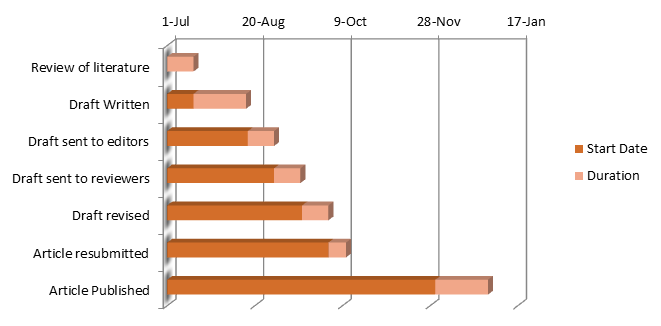 1-Jul 20-Aug 9-Oct 28-Nov 17-Jan
Review of literature
Draft Written
Draft sent to editors
Start Date
Draft sent to reviewers
Duration
Draft revised
Article resubmitted
Article Published